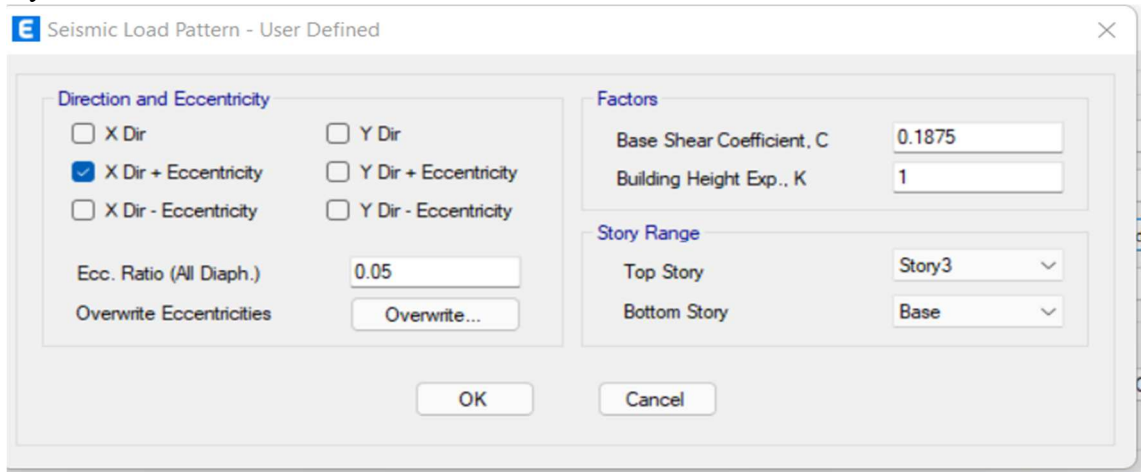 E Seismic Load Pattern - User Defined
Direction and Eccentricity
X Dir
Y Dir
X Dir + Eccentricity
Y Dir + Eccentricity
X Dir - Eccentricity
Y Dir - Eccentricity
Ecc. Ratio (All Diaph.) 0.05
Overwrite Eccentricities Overwrite...
Factors
Base Shear Coefficient, C 0.1875
Building Height Exp., K 1
Story Range
Top Story Story3
Bottom Story Base
OK
Cancel